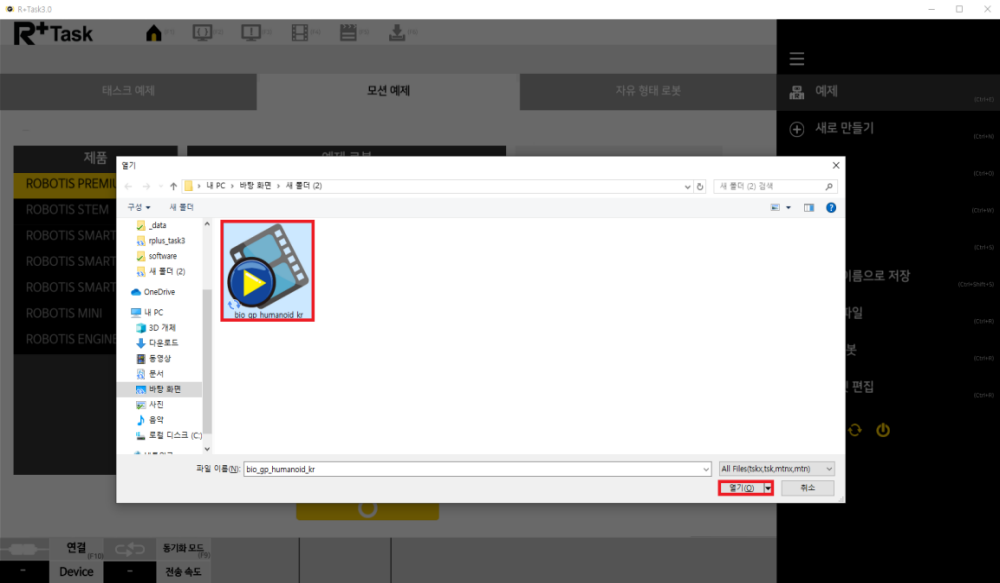 R+Task3.0
R+Task
테스크 예제
모션 예제
자유 형태 로봇
예제
(Ctrl+F)
새로 만들기
(Ctrl+N)
제품
예제 로봇
ROBOTIS PREMIU
ROBOTIS STEM
ROBOTIS SMART
ROBOTIS SMART
ROBOTIS SMART
ROBOTIS MINI
ROBOTIS ENGINE
열기
내 PC
바탕 화면
새 폴더 (2)
새 폴더 (2) 검색
구성
새 폴더
_data
rplus_task3
software
새 폴더 (2)
OneDrive
내 PC
3D 개체
다운로드
동영상
문서
바탕 화면
사진
음악
로컬 디스크 (C:)
bio_gp_humanoid_kr
파일 이름(N):
bio_gp_humanoid_kr
All Files(tskx,tsk,mtnx,mtn)
열기(O)
취소
(Ctrl+O)
(Ctrl+W)
(Ctrl+S)
이름으로 저장
(Ctrl+Shift+S)
파일
(Ctrl+R)
봇
(Ctrl+R)
편집
(Ctrl+R)
연결
(F10)
동기화 모드
(F9)
Device
--
전송 속도